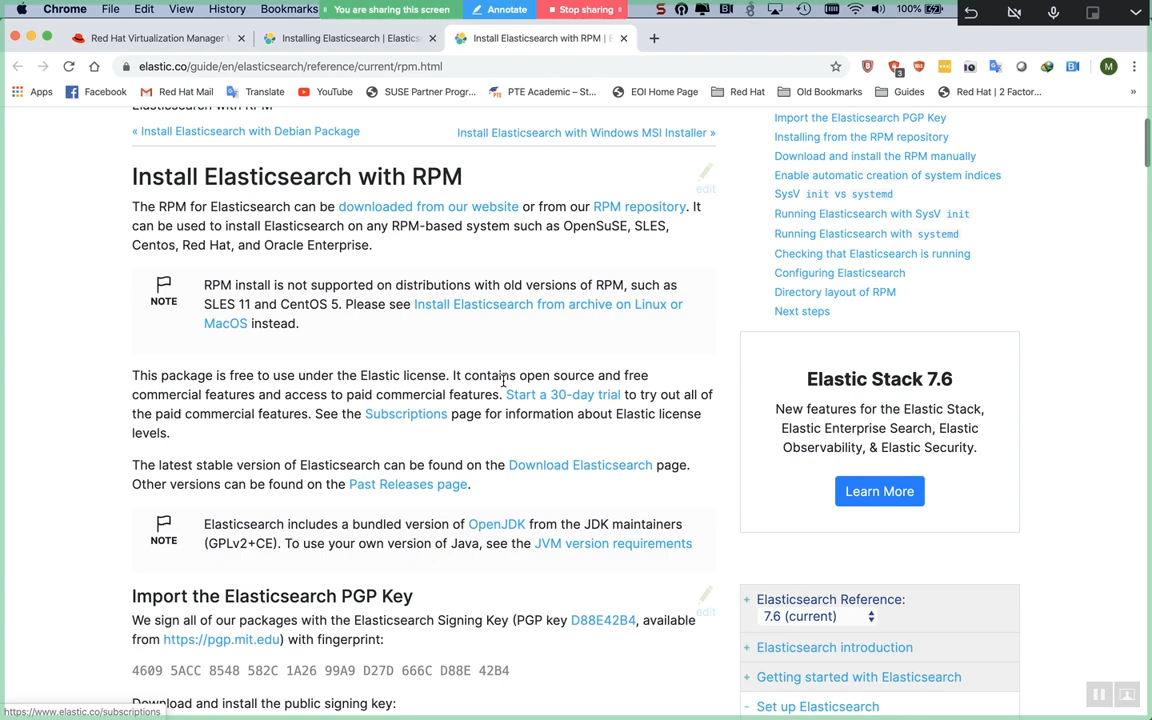 Chrome File Edit View History Bookmarks You are sharing this screen Annotate Stop sharing 100%
Red Hat Virtualization Manager Installing Elasticsearch | Elastic Install Elasticsearch with RPM |
elastic.co/guide/en/elasticsearch/reference/current/rpm.html
3 M
Apps Facebook Red Hat Mail Translate YouTube SUSE Partner Progr... PTE Academic – St... EOI Home Page Red Hat Old Bookmarks Guides Red Hat | 2 Factor... »
Elasticsearch with RPM
« Install Elasticsearch with Debian Package Install Elasticsearch with Windows MSI Installer »
Install Elasticsearch with RPM
edit
The RPM for Elasticsearch can be downloaded from our website or from our RPM repository. It
can be used to install Elasticsearch on any RPM-based system such as OpenSuSE, SLES,
Centos, Red Hat, and Oracle Enterprise.
NOTE
RPM install is not supported on distributions with old versions of RPM, such as
SLES 11 and CentOS 5. Please see Install Elasticsearch from archive on Linux or
MacOS instead.
This package is free to use under the Elastic license. It contains open source and free
commercial features and access to paid commercial features. Start a 30-day trial to try out all of
the paid commercial features. See the Subscriptions page for information about Elastic license
levels.
The latest stable version of Elasticsearch can be found on the Download Elasticsearch page.
Other versions can be found on the Past Releases page.
NOTE
Elasticsearch includes a bundled version of OpenJDK from the JDK maintainers
(GPLv2+CE). To use your own version of Java, see the JVM version requirements
Import the Elasticsearch PGP Key
edit
We sign all of our packages with the Elasticsearch Signing Key (PGP key D88E42B4, available
from https://pgp.mit.edu) with fingerprint:
4609 5ACC 8548 582C 1A26 99A9 D27D 666C D88E 42B4
Download and install the public signing key:
https://www.elastic.co/subscriptions
Import the Elasticsearch PGP Key
Installing from the RPM repository
Download and install the RPM manually
Enable automatic creation of system indices
SysV init vs systemd
Running Elasticsearch with SysV init
Running Elasticsearch with systemd
Checking that Elasticsearch is running
Configuring Elasticsearch
Directory layout of RPM
Next steps
Elastic Stack 7.6
New features for the Elastic Stack,
Elastic Enterprise Search, Elastic
Observability, & Elastic Security.
Learn More
+ Elasticsearch Reference:
7.6 (current)
+ Elasticsearch introduction
+ Getting started with Elasticsearch
- Set up Elasticsearch